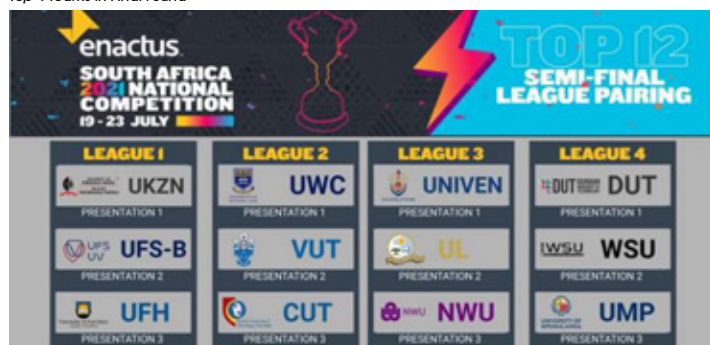 enactus
SOUTH AFRICA
2021 NATIONAL
COMPETITION
19 - 23 JULY
TOP 12
SEMI-FINAL
LEAGUE PAIRING
LEAGUE 1
UKZN
PRESENTATION 1
UFS UV
UFS-B
PRESENTATION 2
UFH
PRESENTATION 3
LEAGUE 2
UWC
PRESENTATION 1
VUT
PRESENTATION 2
CUT
PRESENTATION 3
LEAGUE 3
UNIVEN
PRESENTATION 1
UL
PRESENTATION 2
NWU
NWU
PRESENTATION 3
LEAGUE 4
DUT
DUT
PRESENTATION 1
WSU
WSU
PRESENTATION 2
UMP
PRESENTATION 3